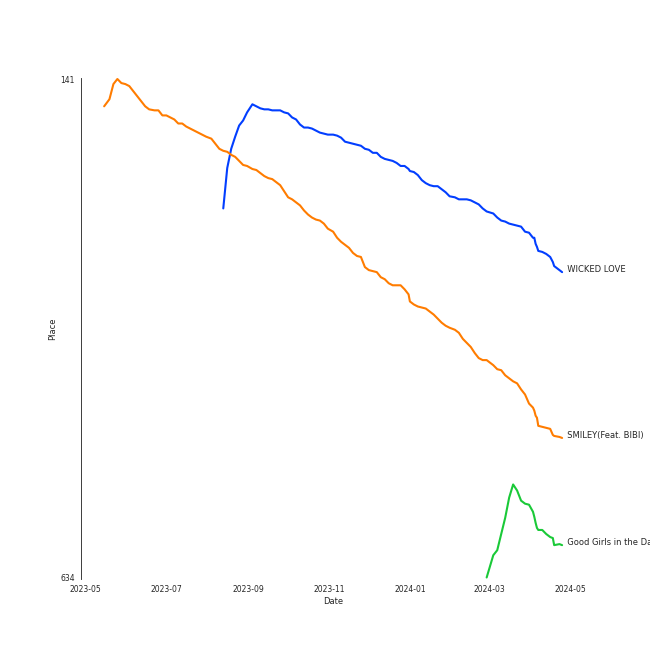 141
WICKED LOVE
Place
SMILEY(Feat. BIBI)
Good Girls in the Da
634
2023-05 2023-07 2023-09 2023-11 2024-01 2024-03 2024-05
Date